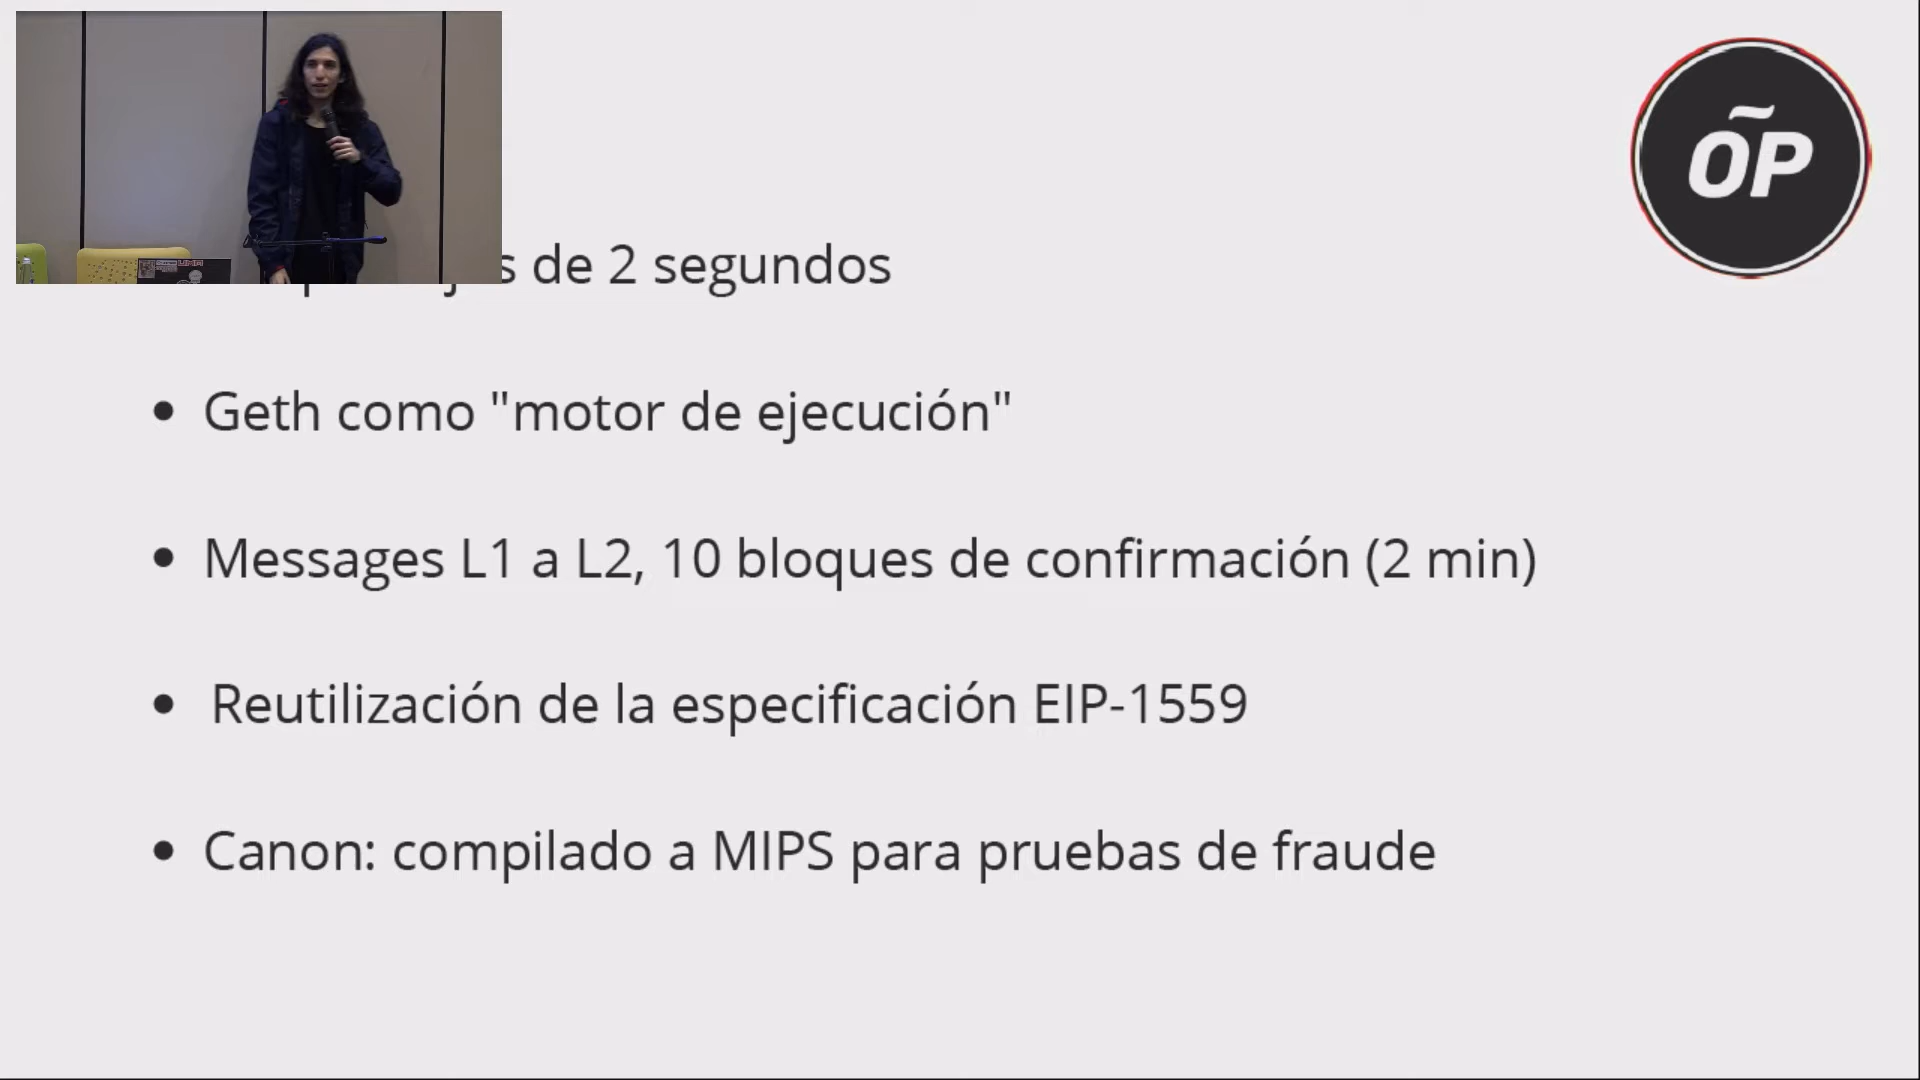 de 2 segundos
• Geth como "motor de ejecución"
• Messages L1 a L2, 10 bloques de confirmación (2 min)
• Reutilización de la especificación EIP-1559
• Canon: compilado a MIPS para pruebas de fraude
ÕP